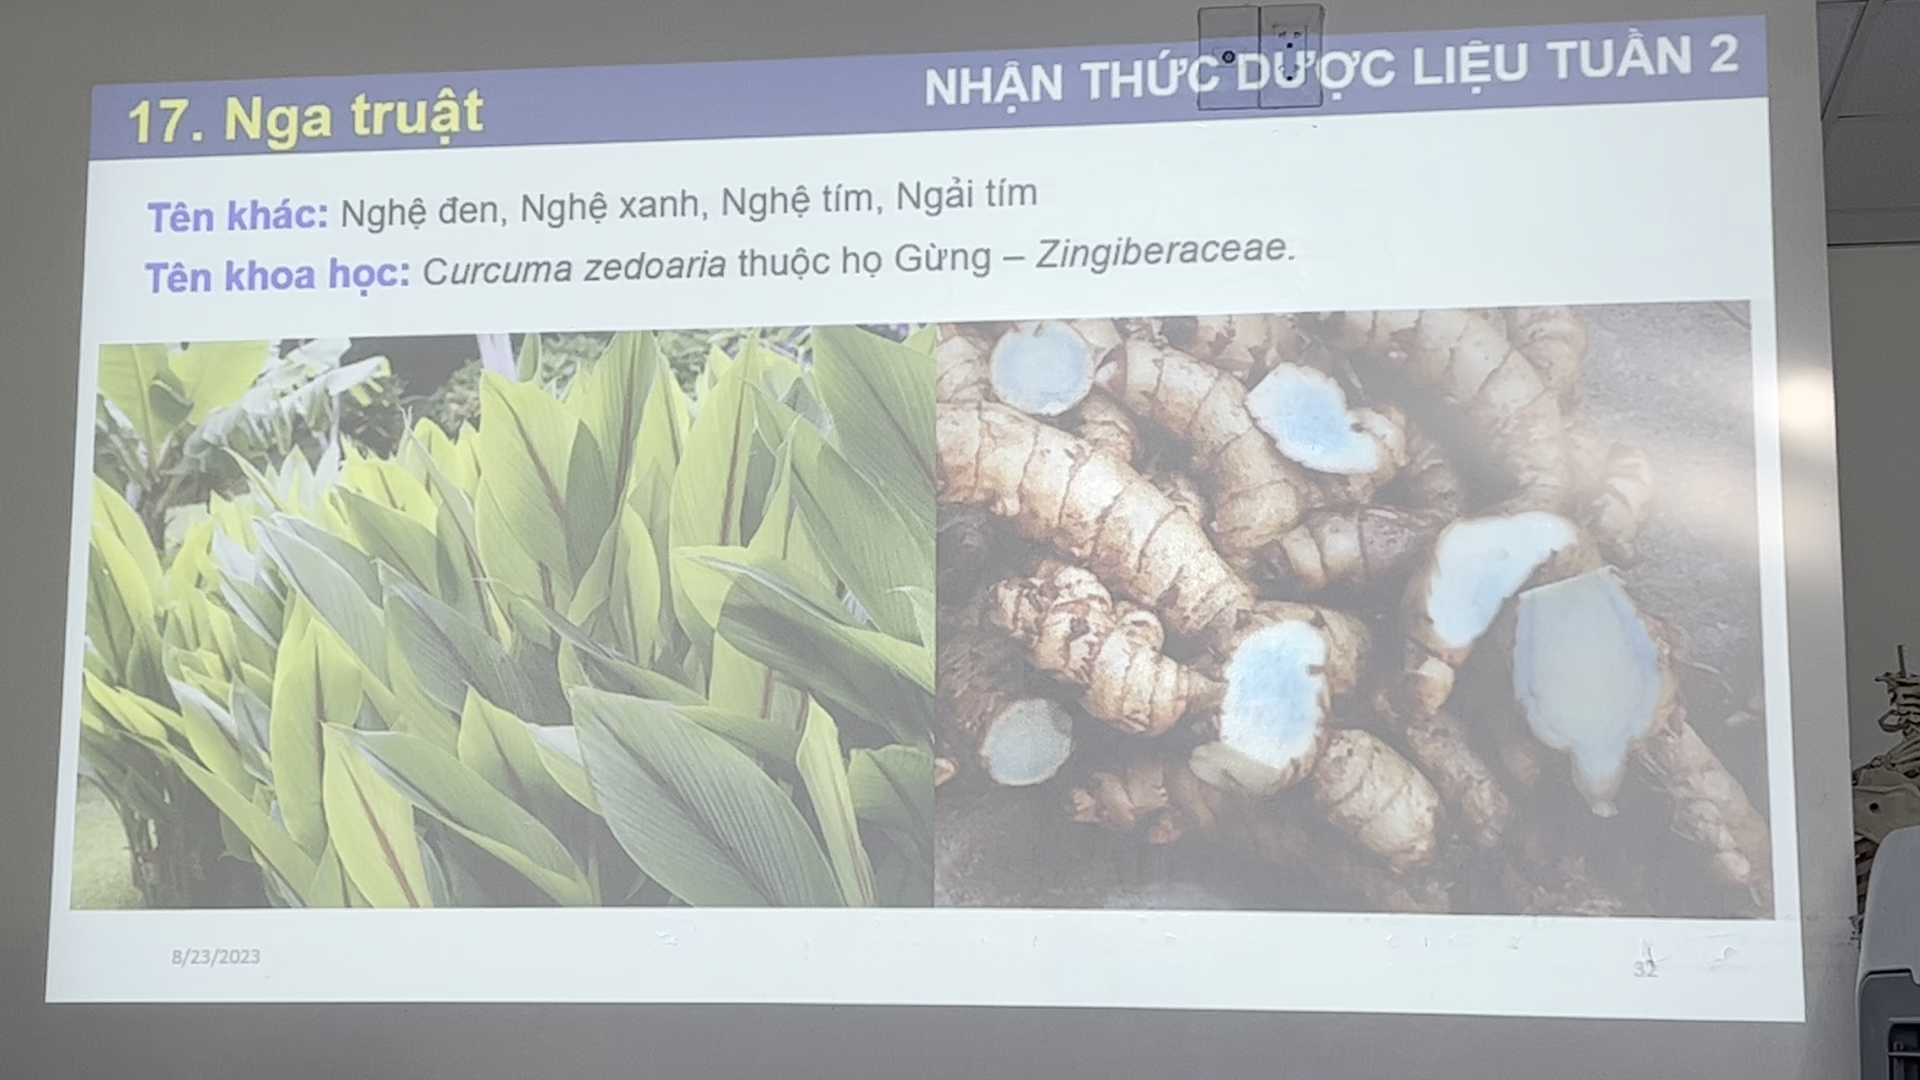 17. Nga truật
NHẬN THỨC DƯỢC LIỆU TUẦN 2
Tên khác: Nghệ đen, Nghệ xanh, Nghệ tím, Ngải tím
Tên khoa học: Curcuma zedoaria thuộc họ Gừng – Zingiberaceae.
8/23/2023
32